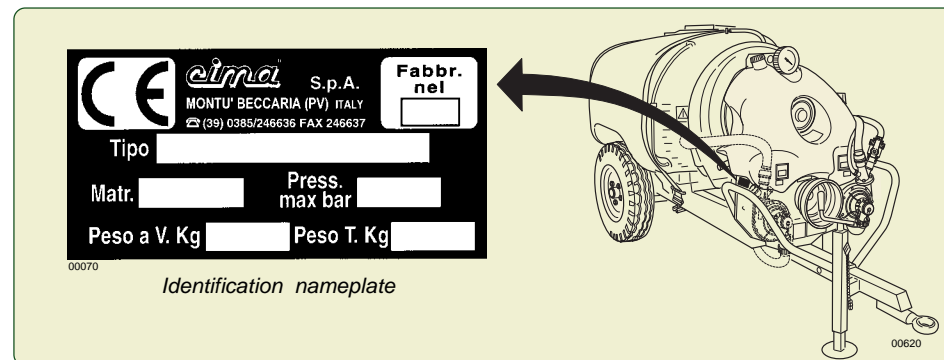 CE
cima S.p.A.
MONTU' BECCARIA (PV) ITALY
☎ (39) 0385/246636 FAX 246637
Fabbr.
nel
Tipo
Matr.
Press.
max bar
Peso a V. Kg
Peso T. Kg
00070
Identification nameplate
00620